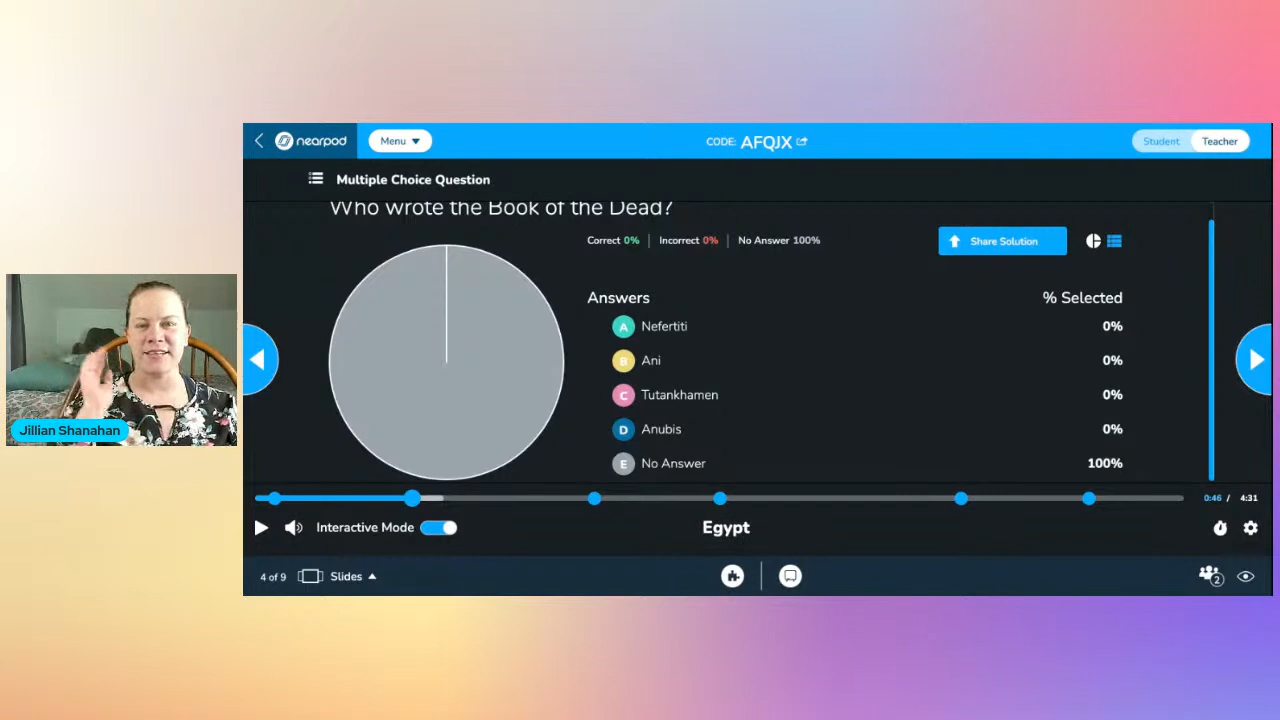 nearpod
Menu
CODE: AFQJX
Student
Teacher
Multiple Choice Question
Who wrote the Book of the Dead?
Correct 0% | Incorrect 0% | No Answer 100%
Share Solution
Answers
% Selected
A Nefertiti 0%
B Ani 0%
C Tutankhamen 0%
D Anubis 0%
E No Answer 100%
Jillian Shanahan
0:46 / 4:31
Interactive Mode
Egypt
4 of 9
Slides
2